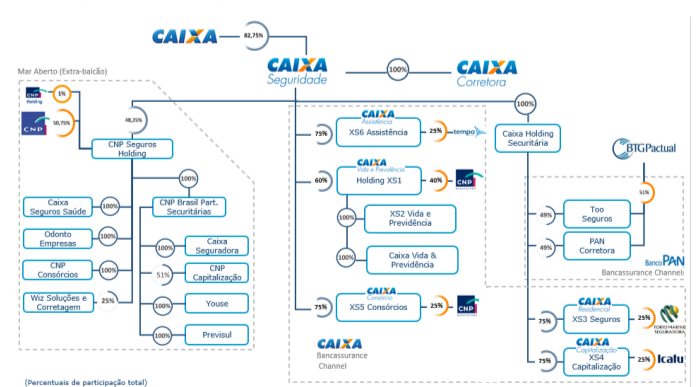 CAIXA
82,75%
CAIXA
Seguridade
100%
CAIXA
Corretora
Mar Aberto (Extra-balcão)
CNP
Holding
1%
CNP
50,75%
48,25%
CNP Seguros
Holding
100%
CNP Brasil Part.
Securitárias
Caixa
Seguros Saúde
100%
Odonto
Empresas
100%
CNP
Consórcios
100%
Wiz Soluções e
Corretagem
25%
100%
Caixa
Seguradora
51%
CNP
Capitalização
100%
Youse
100%
Previsul
CAIXA
Assistência
75%
XS6 Assistência
25%
tempo
CAIXA
Vida e Previdência
60%
Holding XS1
40%
CNP
100%
XS2 Vida e
Previdência
100%
Caixa Vida &
Previdência
CAIXA
Consórcio
75%
XS5 Consórcios
25%
CNP
CAIXA
Bancassurance
Channel
100%
Caixa Holding
Securitária
BTGPactual
51%
49%
Too
Seguros
49%
PAN
Corretora
Banco PAN
Bancassurance Channel
CAIXA
Residencial
75%
XS3 Seguros
25%
TOKIO MARINE
SEGURADORA
CAIXA
Capitalização
75%
XS4
Capitalização
25%
Icatu
(Percentuais de participação total)